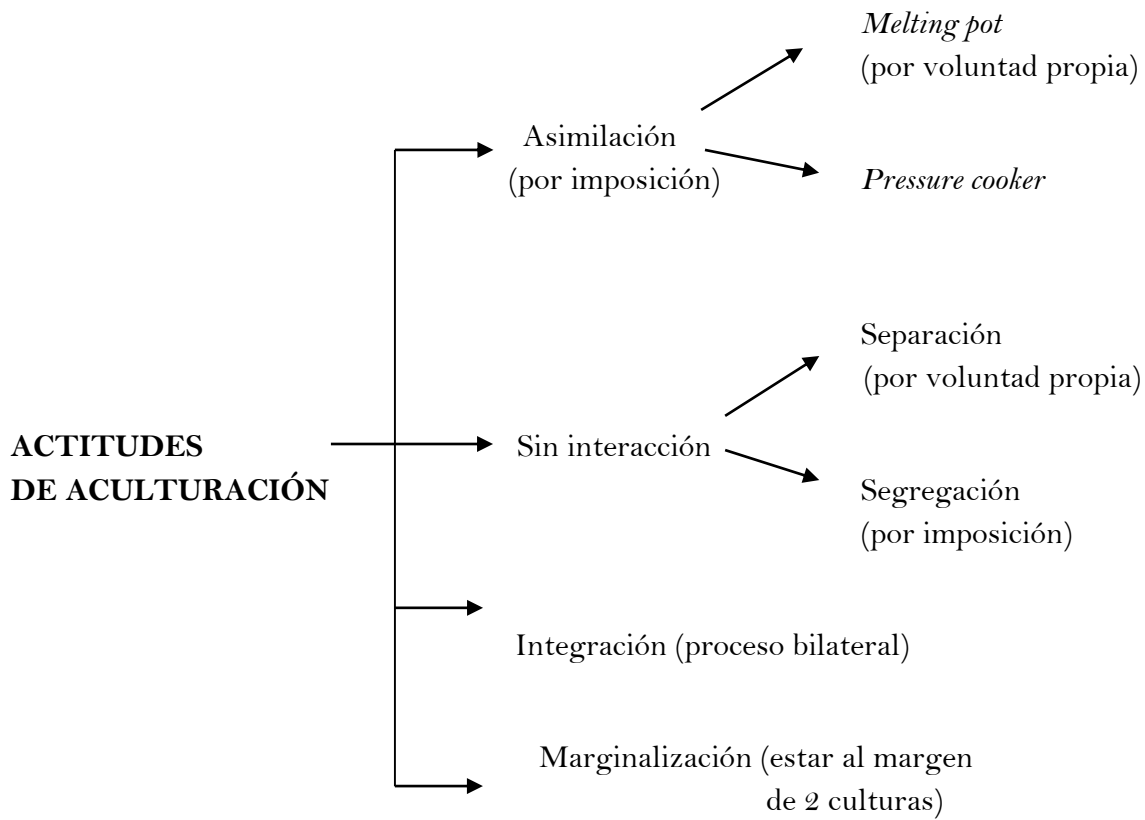 Melting pot
(por voluntad propia)
Asimilación
(por imposición)
Pressure cooker
Separación
(por voluntad propia)
ACTITUDES
DE ACULTURACIÓN
Sin interacción
Segregación
(por imposición)
Integración (proceso bilateral)
Marginalización (estar al margen
de 2 culturas)